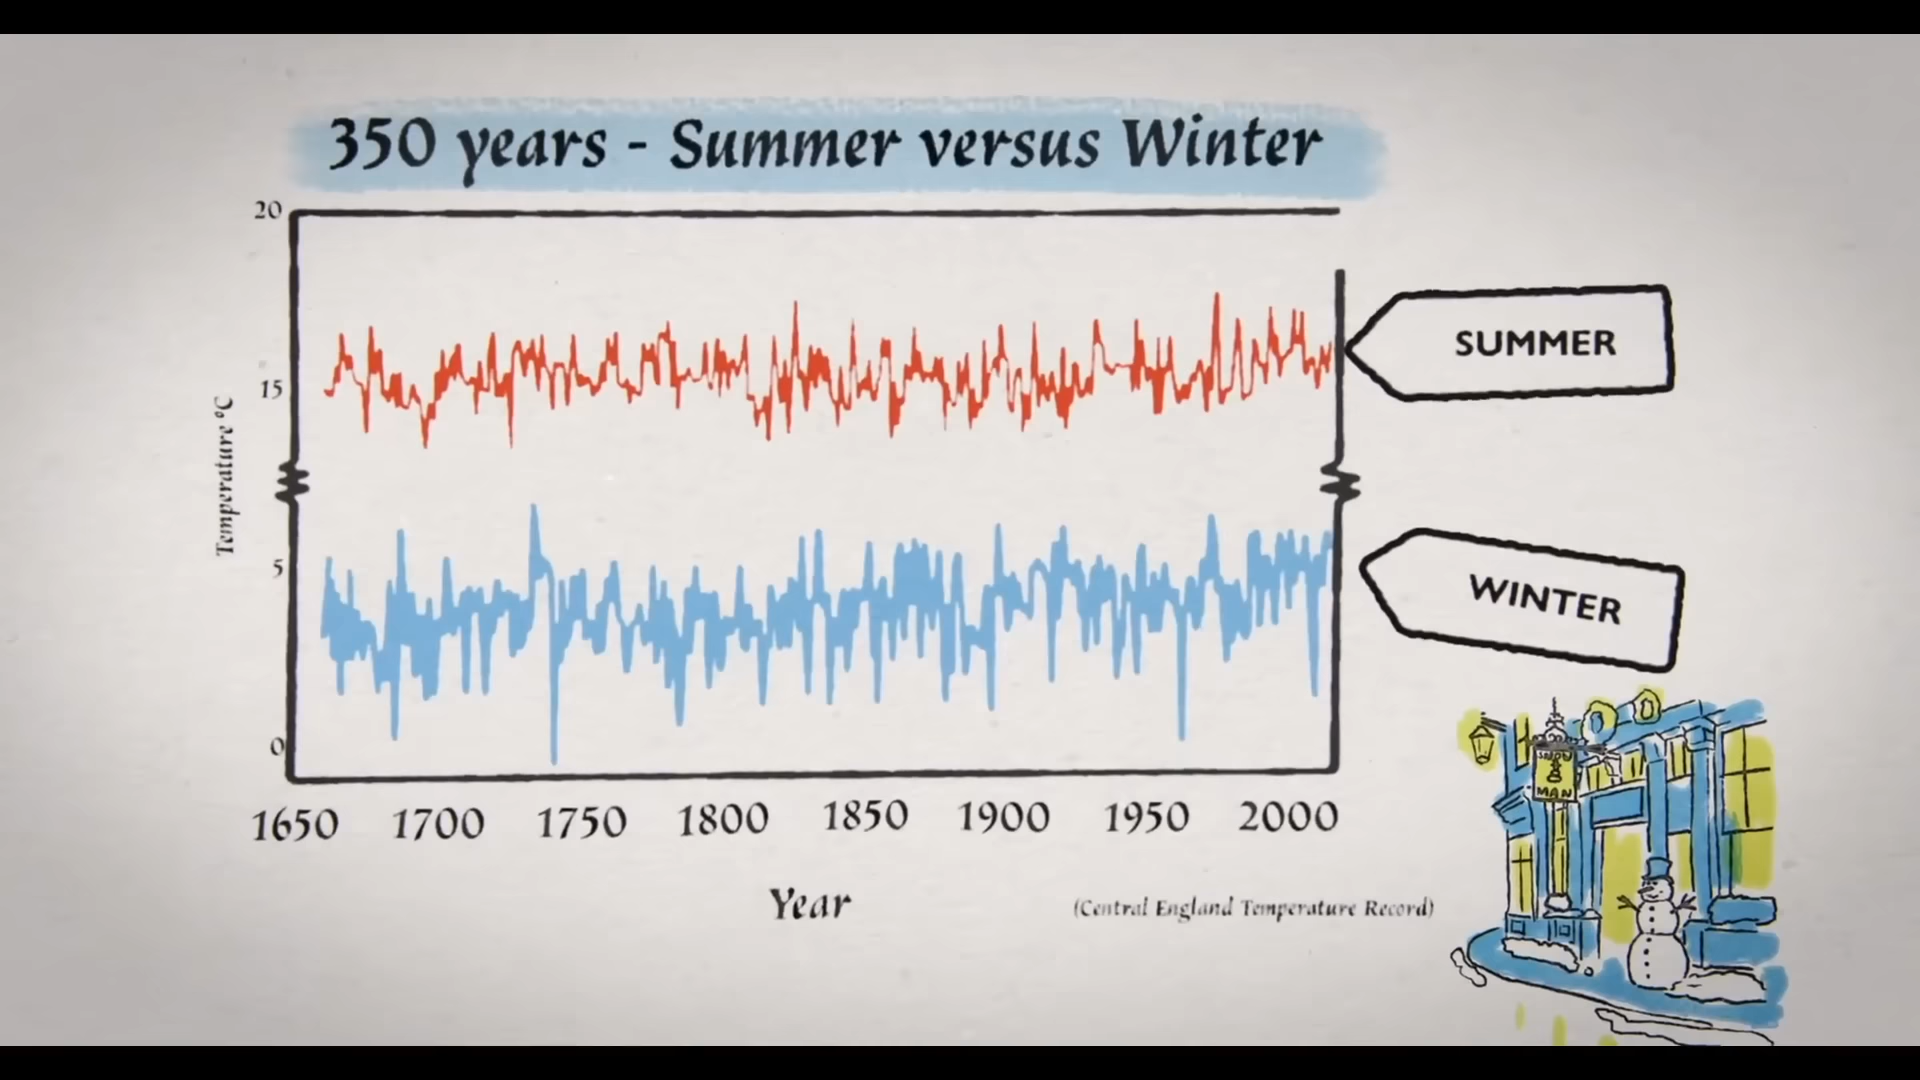 350 years - Summer versus Winter
20
15
5
0
Temperature °C
SUMMER
WINTER
1650 1700 1750 1800 1850 1900 1950 2000
Year
(Central England Temperature Record)
MAN